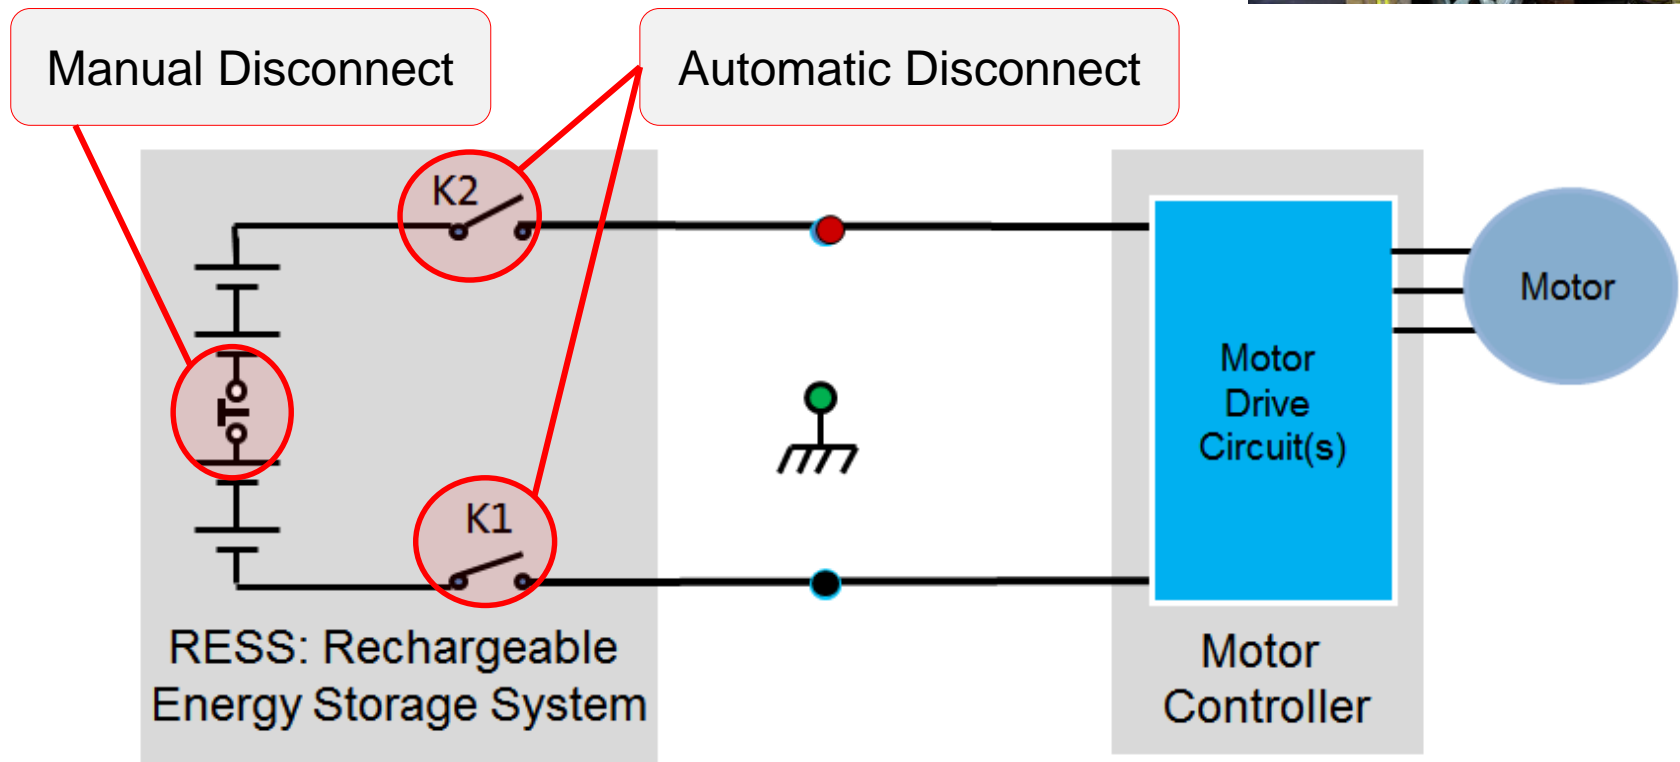 Manual Disconnect
Automatic Disconnect
K2
Motor
Motor
Drive
Circuit(s)
K1
RESS: Rechargeable
Energy Storage System
Motor
Controller